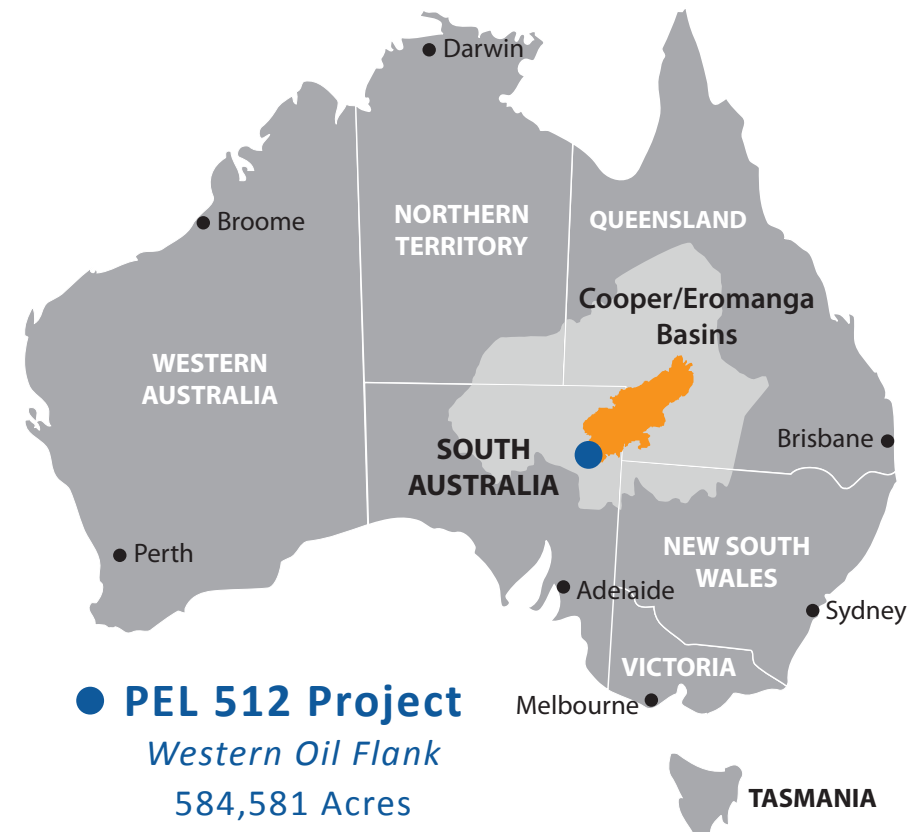 Darwin
Broome
NORTHERN
TERRITORY
QUEENSLAND
Cooper/Eromanga
Basins
WESTERN
AUSTRALIA
SOUTH
AUSTRALIA
Brisbane
Perth
NEW SOUTH
WALES
Adelaide
Sydney
VICTORIA
Melbourne
PEL 512 Project
Western Oil Flank
584,581 Acres
TASMANIA